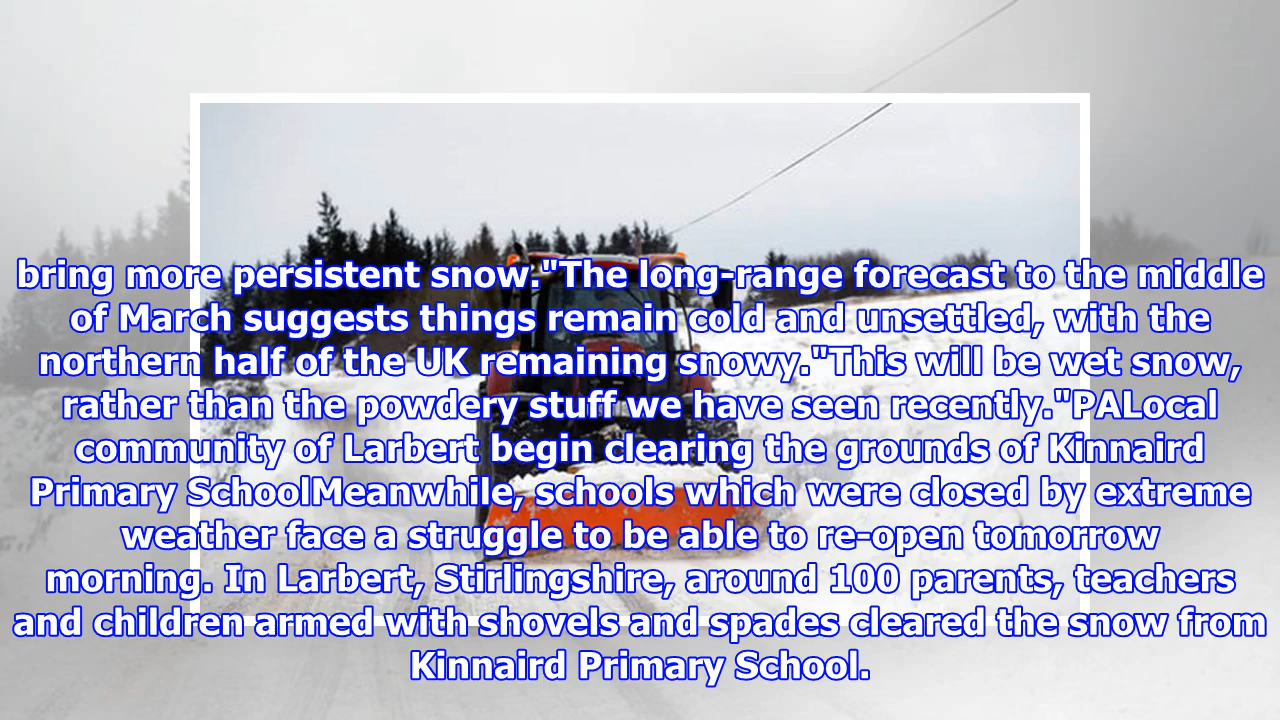 bring more persistent snow."The long-range forecast to the middle
of March suggests things remain cold and unsettled, with the
northern half of the UK remaining snowy."This will be wet snow,
rather than the powdery stuff we have seen recently."PALocal
community of Larbert begin clearing the grounds of Kinnaird
Primary SchoolMeanwhile, schools which were closed by extreme
weather face a struggle to be able to re-open tomorrow
morning. In Larbert, Stirlingshire, around 100 parents, teachers
and children armed with shovels and spades cleared the snow from
Kinnaird Primary School.